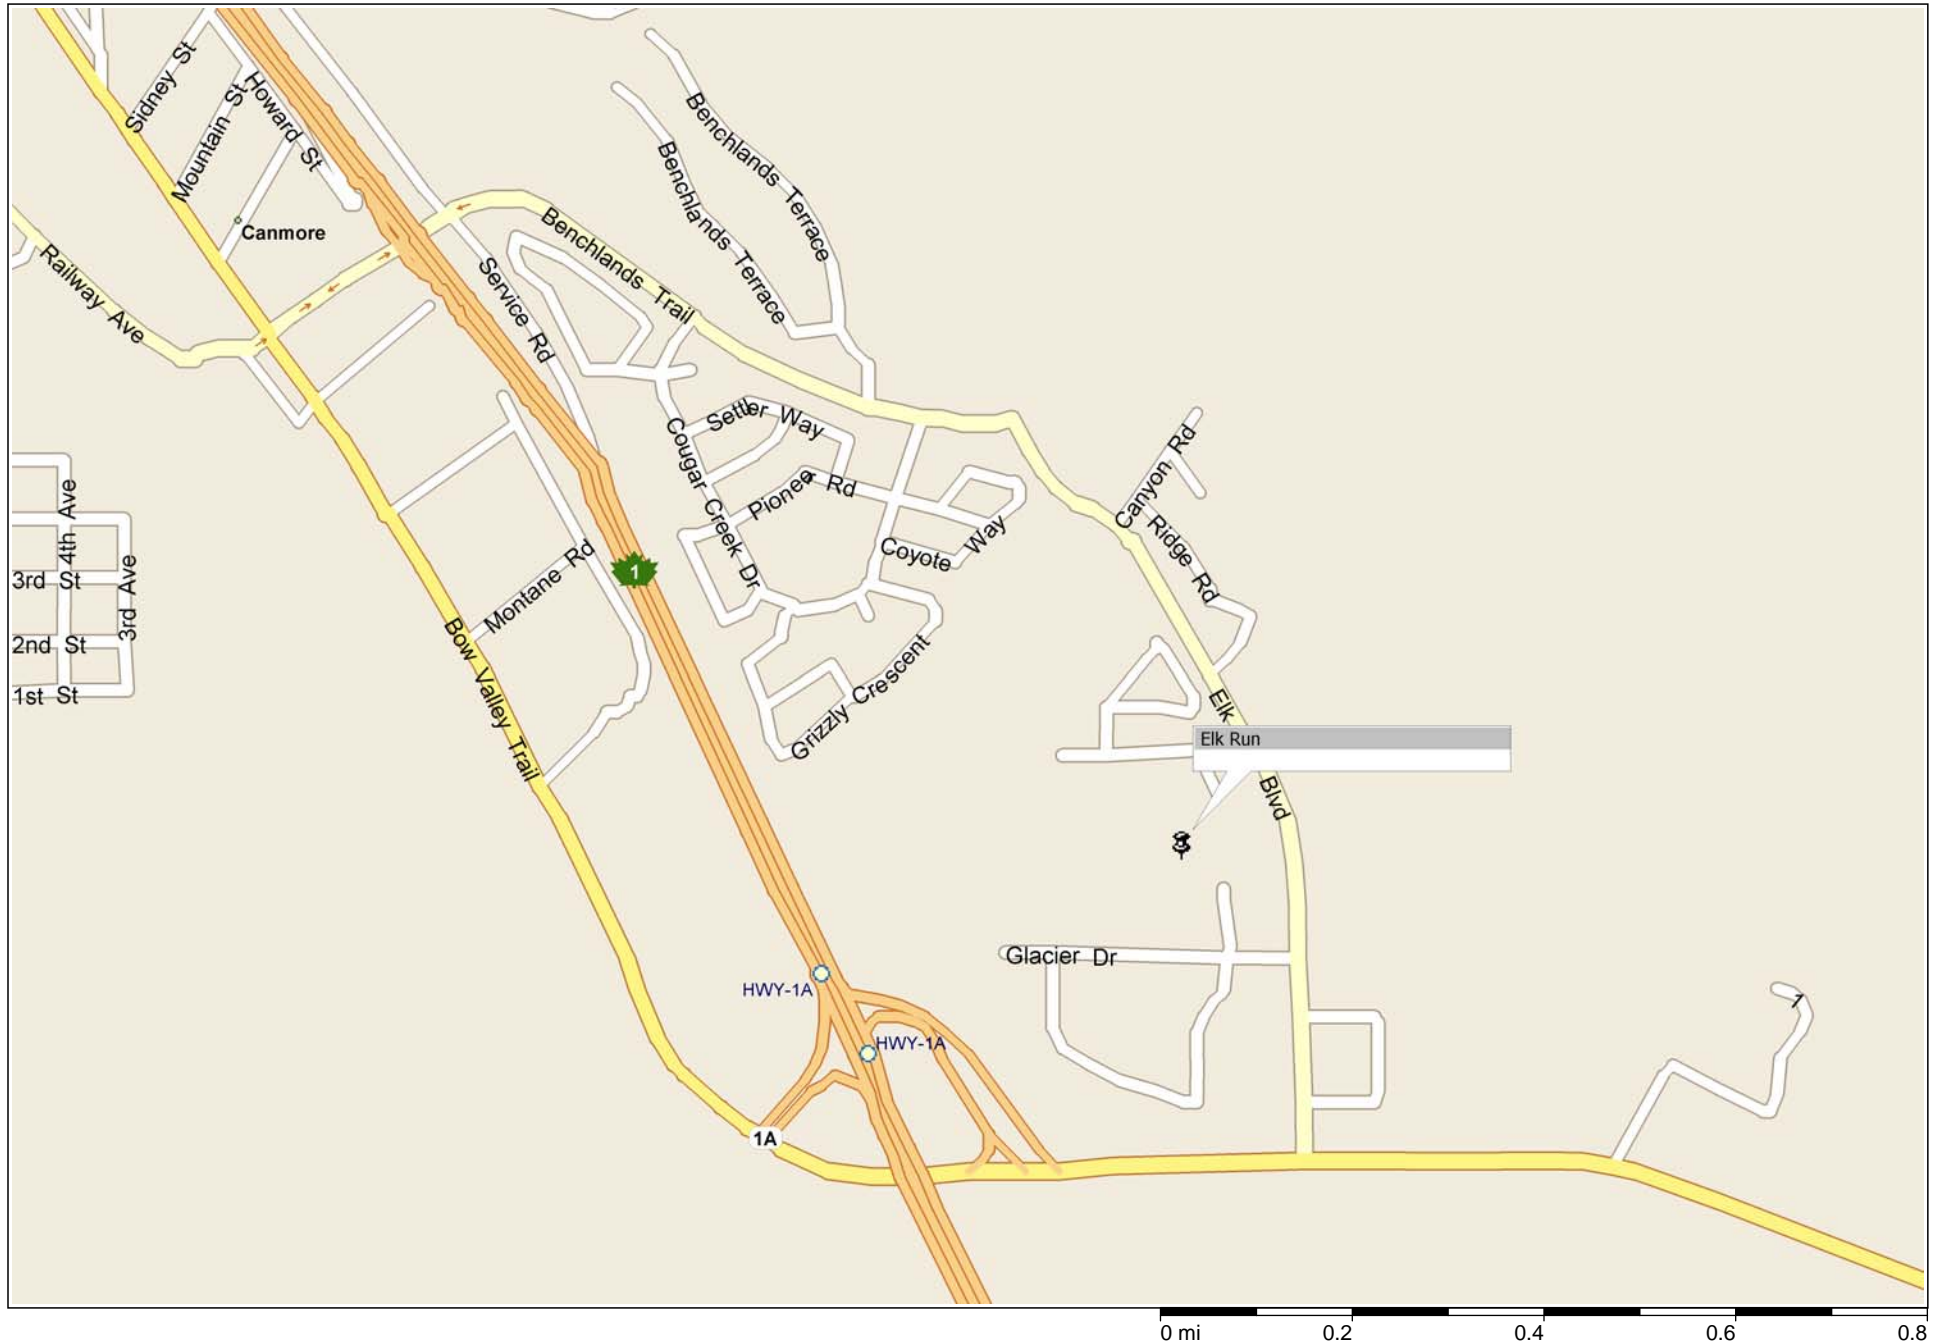 Sidney St
Mountain St
Howard St
Canmore
Railway Ave
Benchlands Terrace
Benchlands Terrace
Benchlands Trail
Service Rd
Settler Way
Cougar Creek Dr
Pioneer Rd
Coyote Way
Canyon Rd
Ridge Rd
4th Ave
3rd Ave
3rd St
2nd St
1st St
Montane Rd
1
Bow Valley Trail
Grizzly Crescent
Elk
Elk Run
Blvd
Glacier Dr
HWY-1A
HWY-1A
1A
0 mi 0.2 0.4 0.6 0.8